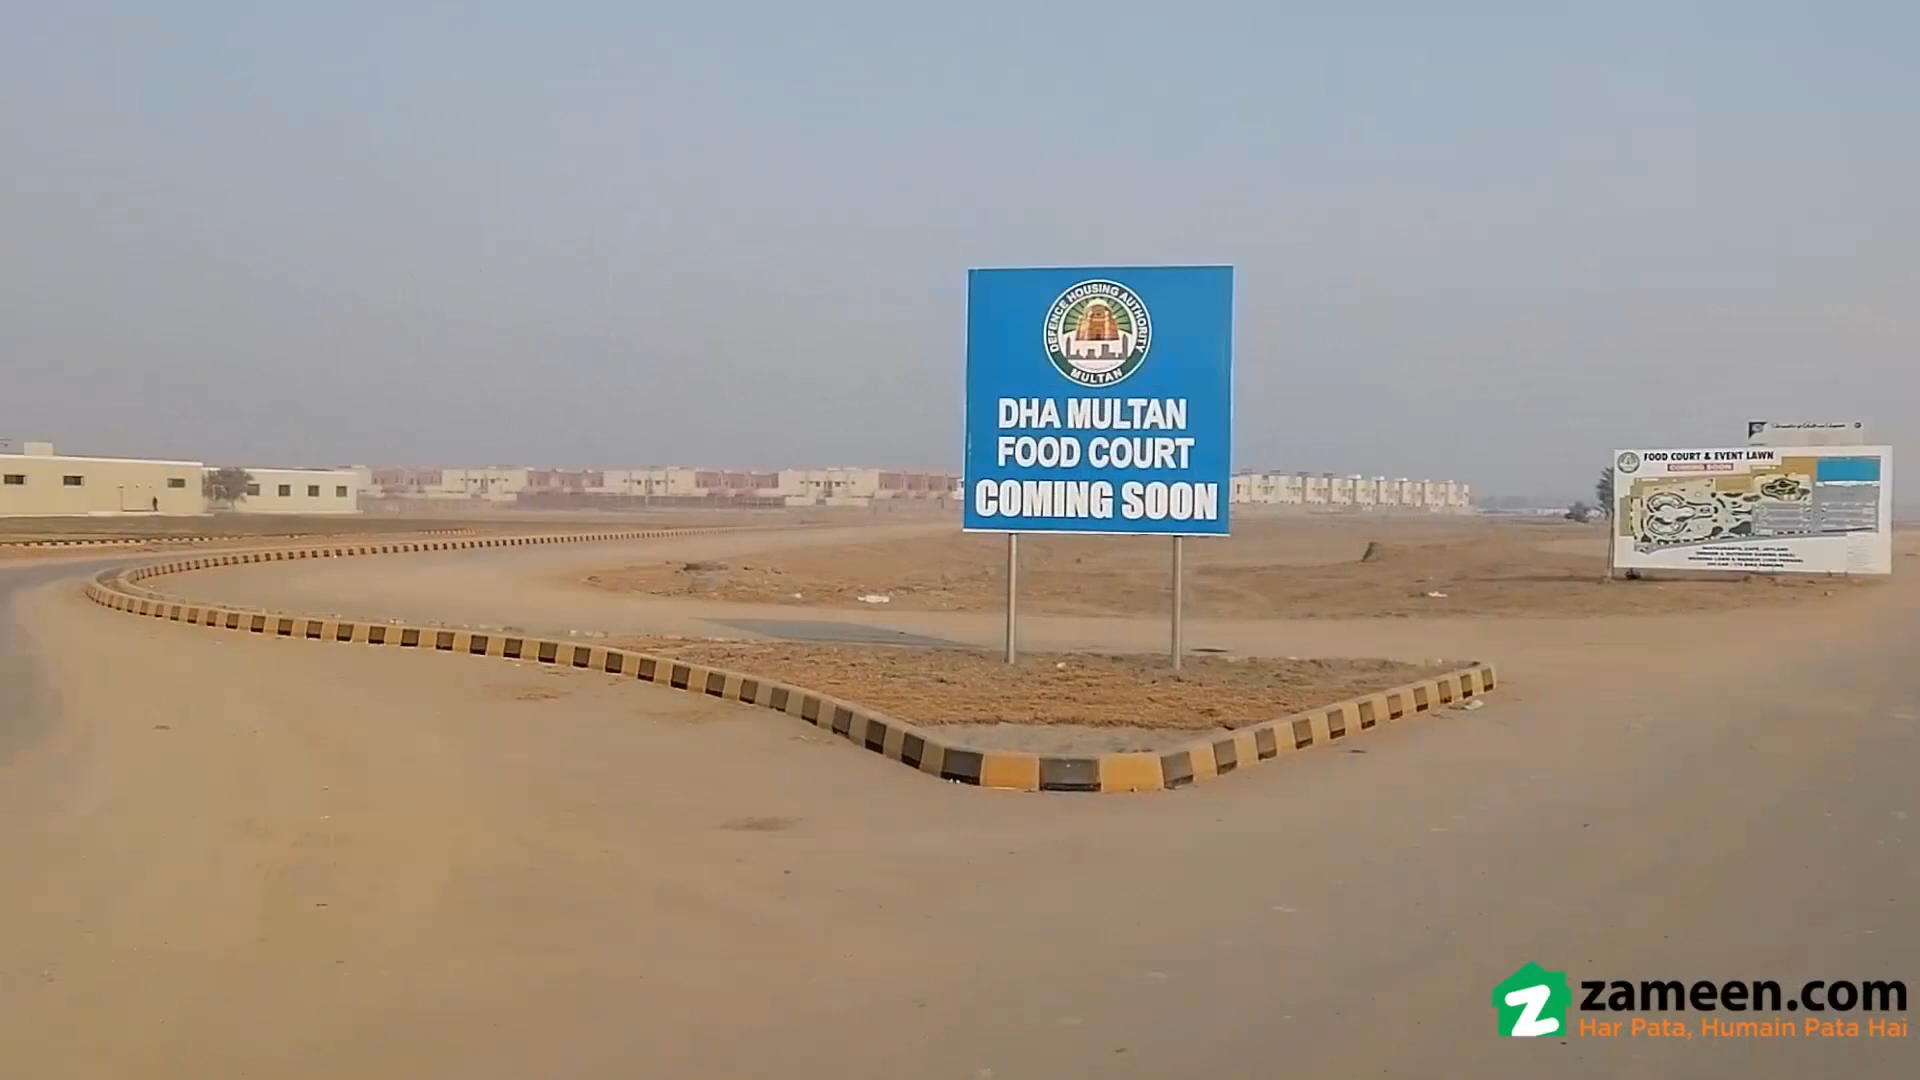 DEFENCE HOUSING AUTHORITY
MULTAN
DHA MULTAN
FOOD COURT
COMING SOON
FOOD COURT & EVENT LAWN
COMING SOON
zameen.com
Har Pata, Humain Pata Hai